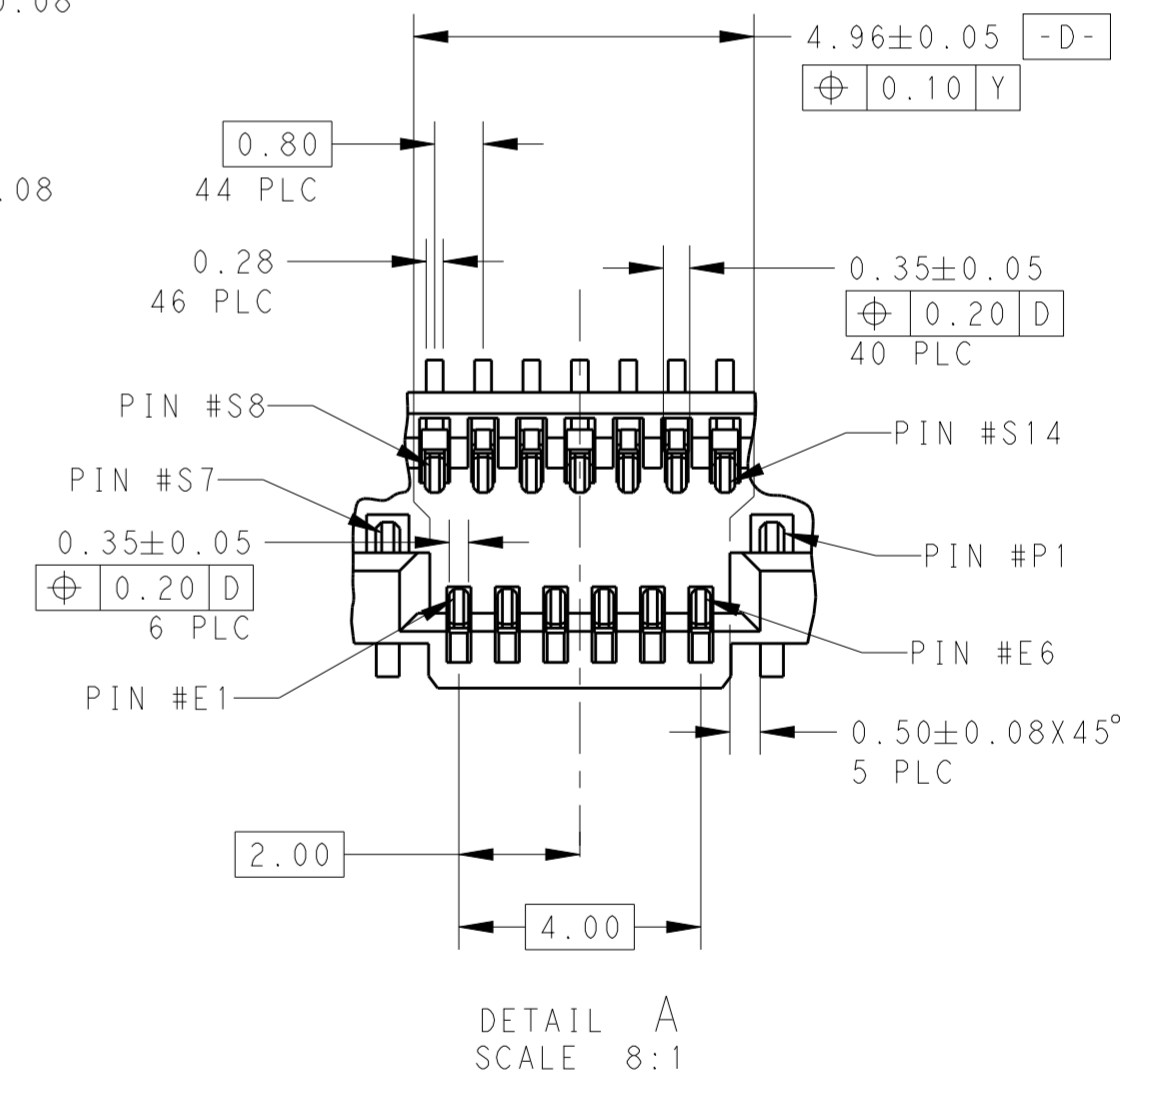 4.96±0.05 -D-
⌖ 0.10 Y
0.80
44 PLC
.08
0.28
46 PLC
0.35±0.05
⌖ 0.20 D
40 PLC
PIN #S8
PIN #S14
PIN #S7
0.35±0.05
⌖ 0.20 D
6 PLC
PIN #P1
PIN #E6
PIN #E1
0.50±0.08X45°
5 PLC
2.00
4.00
DETAIL A
SCALE 8:1